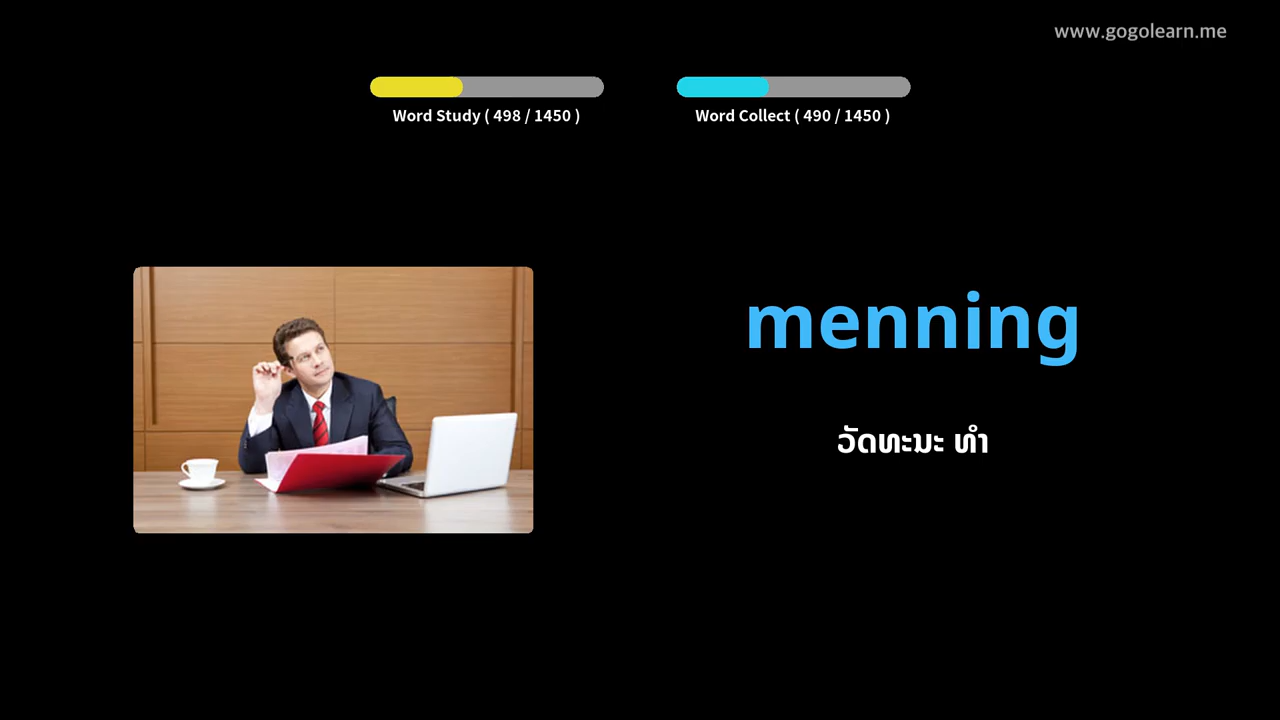 www.gogolearn.me
Word Study ( 498 / 1450 )
Word Collect ( 490 / 1450 )
menning
ວັດທະນະ ທຳ